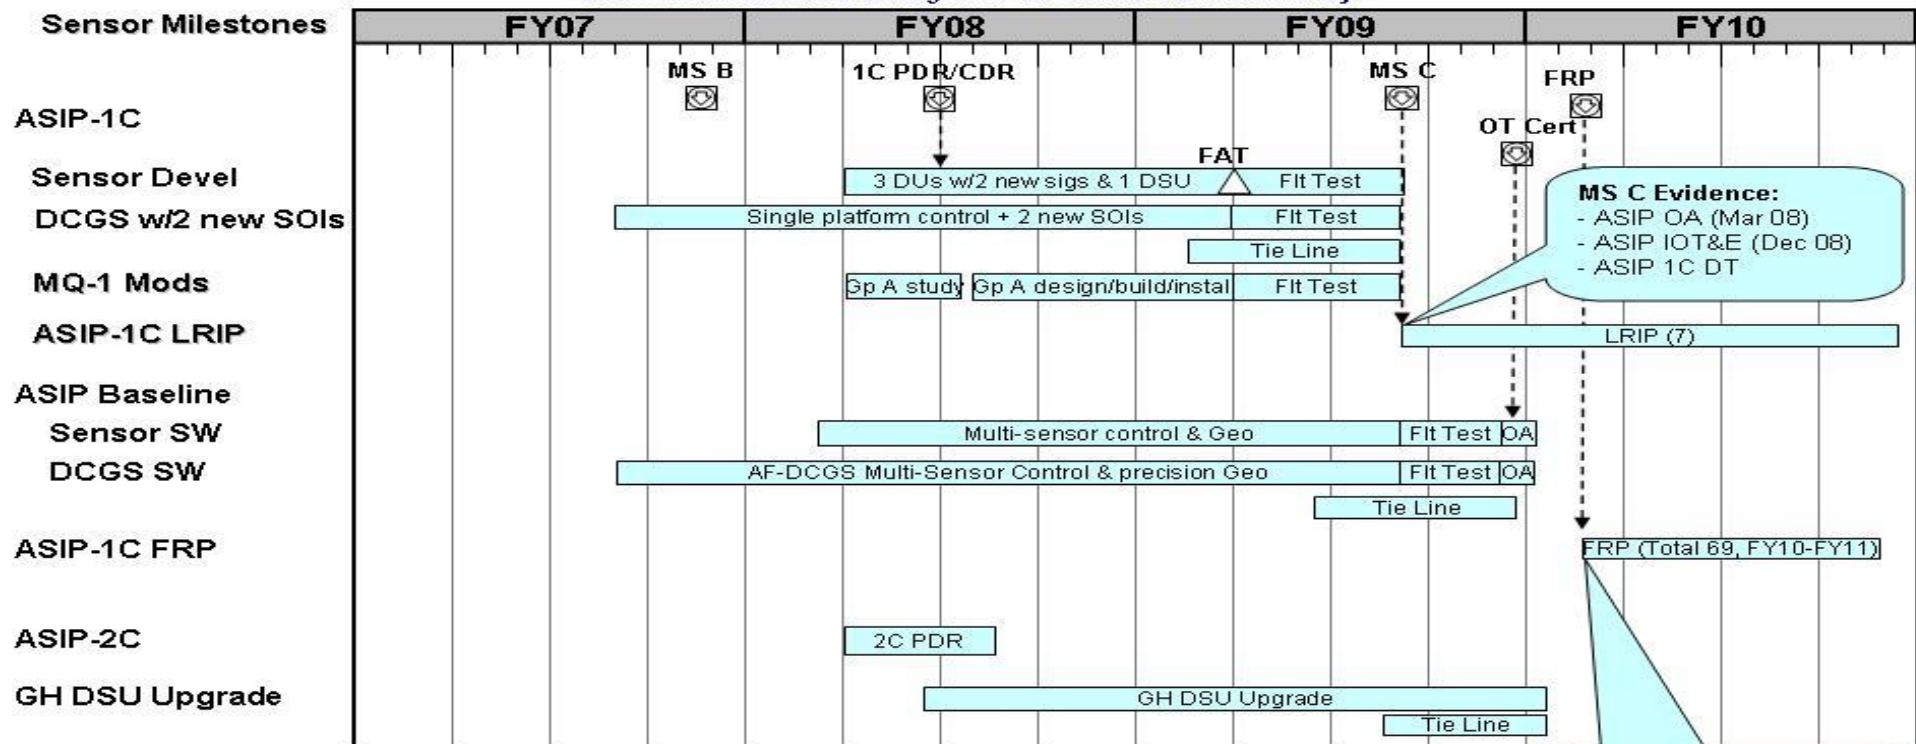 Sensor Milestones
FY07 FY08 FY09 FY10
MS B 1C PDR/CDR MS C FRP
ASIP-1C
OT Cert
FAT
Sensor Devel 3 DUs w/2 new sigs & 1 DSU Flt Test
MS C Evidence:
- ASIP OA (Mar 08)
- ASIP IOT&E (Dec 08)
- ASIP 1C DT
DCGS w/2 new SOIs Single platform control + 2 new SOIs Flt Test
Tie Line
MQ-1 Mods Gp A study Gp A design/build/instal Flt Test
ASIP-1C LRIP LRIP (7)
ASIP Baseline
Sensor SW Multi-sensor control & Geo Flt Test OA
DCGS SW AF-DCGS Multi-Sensor Control & precision Geo Flt Test OA
Tie Line
ASIP-1C FRP FRP (Total 69, FY10-FY11)
ASIP-2C 2C PDR
GH DSU Upgrade GH DSU Upgrade
Tie Line